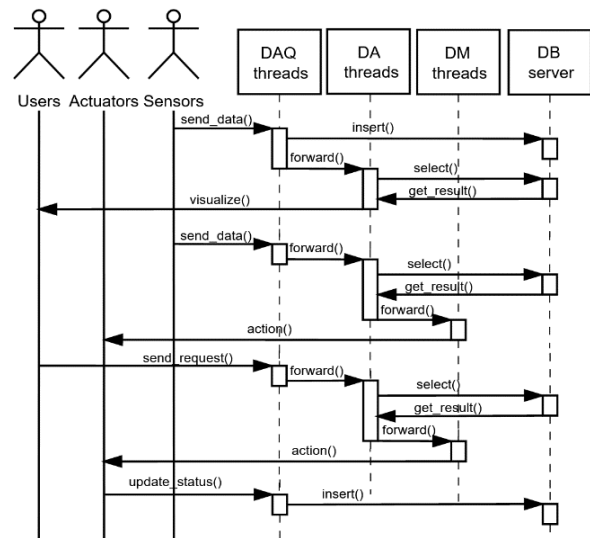 DAQ
threads
DA
threads
DM
threads
DB
server
Users Actuators Sensors
send_data()
insert()
forward()
select()
get_result()
visualize()
send_data()
forward()
select()
get_result()
forward()
action()
send_request()
forward()
select()
get_result()
forward()
action()
update_status()
insert()